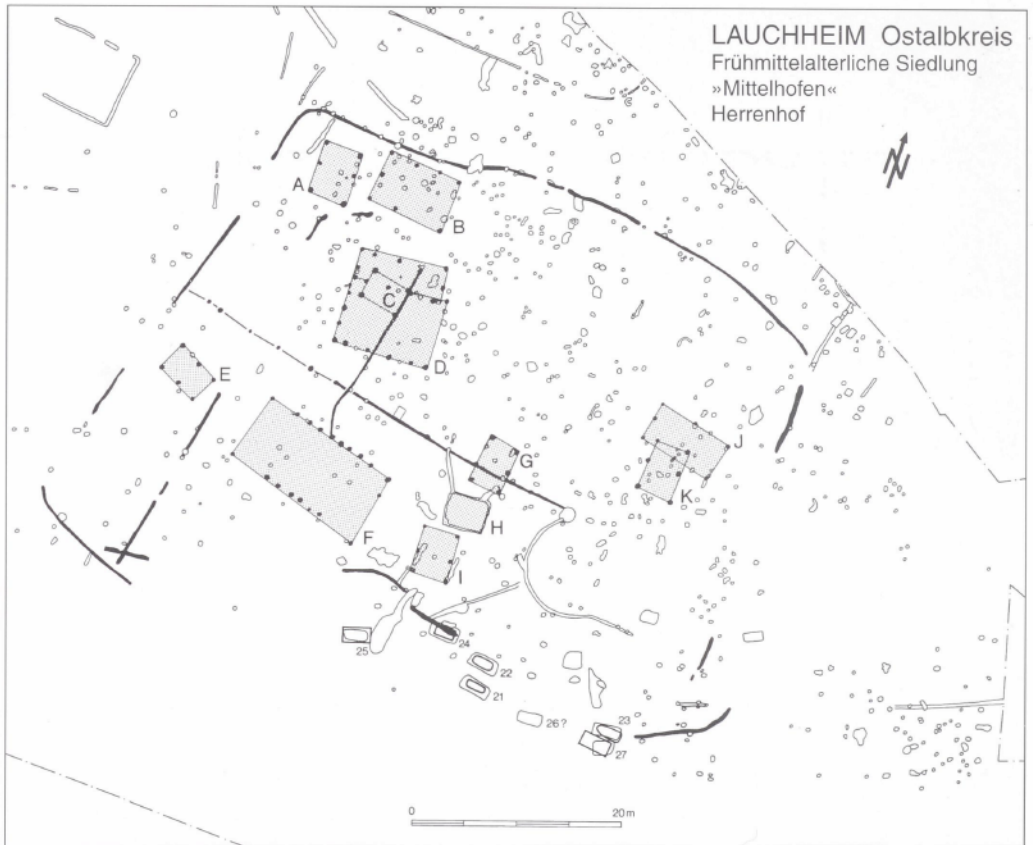 LAUCHHEIM Ostalbkreis
Frühmittelalterliche Siedlung
»Mittelhofen«
Herrenhof
N
A
B
C
D
E
F
G
H
I
J
K
24
25
22
21
26?
23
27
0 20m